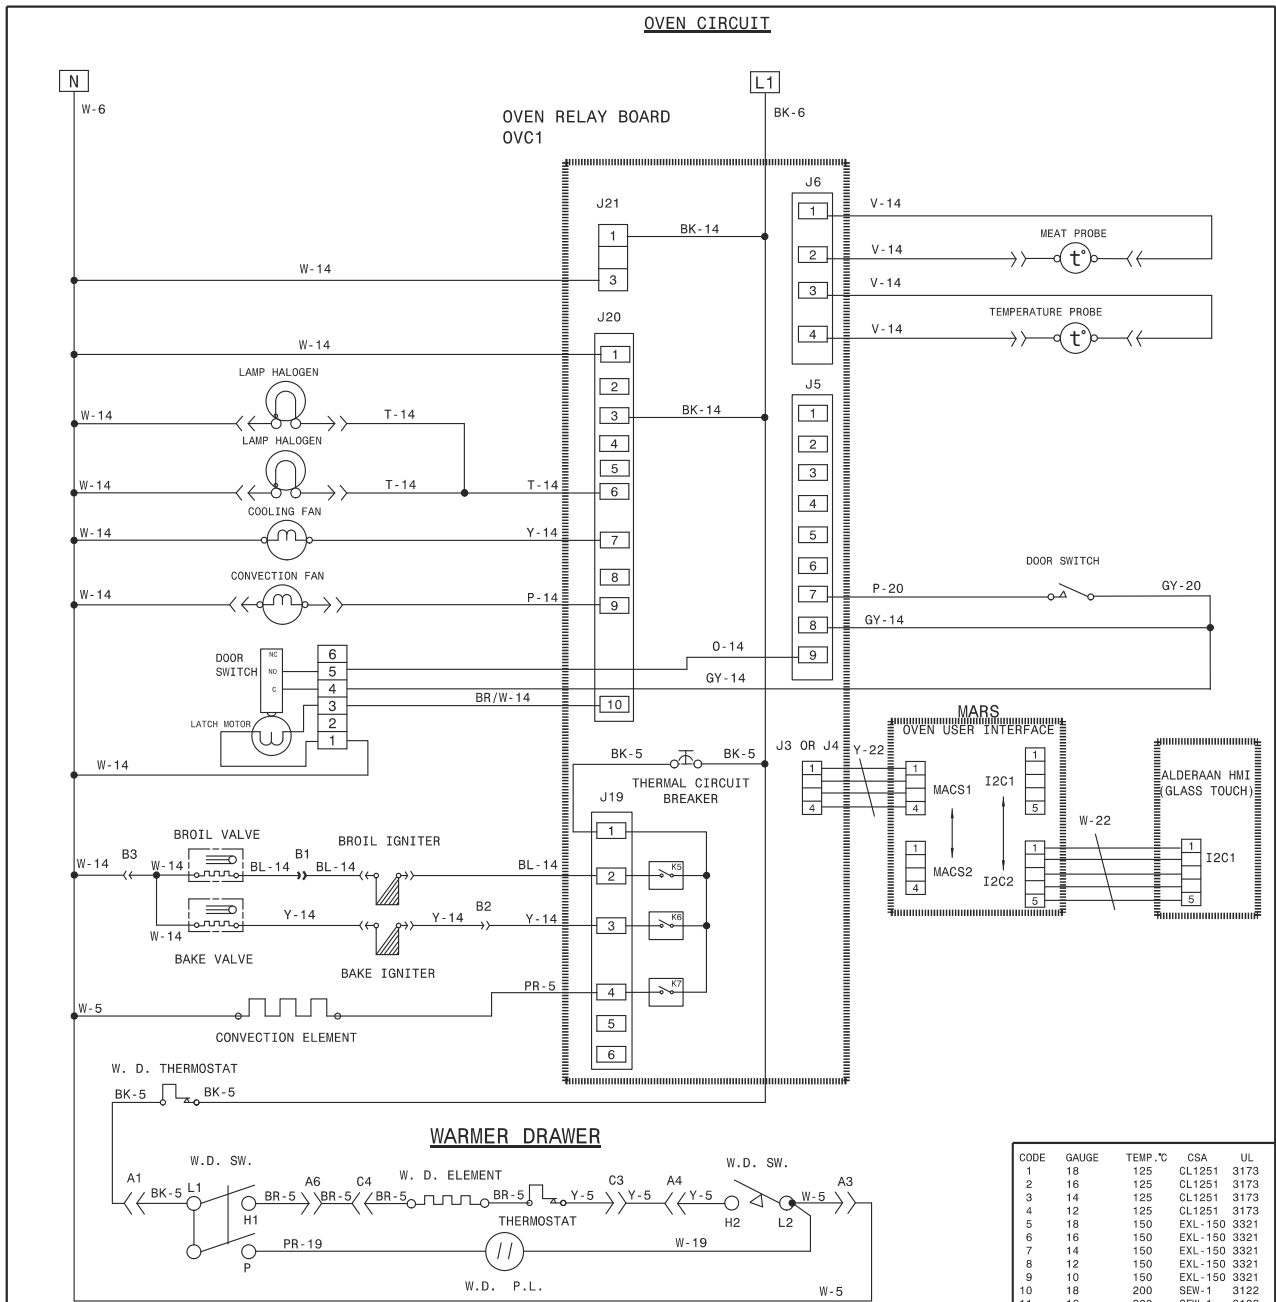 OVEN CIRCUIT
N
W-6
L1
BK-6
OVEN RELAY BOARD
OVC1
J21
1
3
BK-14
W-14
J6
1
2
3
4
V-14
MEAT PROBE
t°
V-14
V-14
TEMPERATURE PROBE
t°
V-14
J20
W-14
1
2
3
4
5
6
7
8
9
10
BK-14
LAMP HALOGEN
W-14
T-14
LAMP HALOGEN
W-14
T-14
T-14
COOLING FAN
W-14
Y-14
CONVECTION FAN
W-14
P-14
J5
1
2
3
4
5
6
7
8
9
DOOR SWITCH
P-20
GY-20
GY-14
O-14
GY-14
BR/W-14
DOOR
SWITCH
NC
NO
C
6
5
4
3
2
1
LATCH MOTOR
W-14
BK-5
BK-5
THERMAL CIRCUIT
BREAKER
J3 OR J4
1
4
Y-22
MARS
OVEN USER INTERFACE
1
4
MACS1
1
4
MACS2
I2C1
1
5
I2C2
1
5
W-22
ALDERAAN HMI
(GLASS TOUCH)
1
5
I2C1
J19
1
2
3
4
5
6
K5
K6
K7
BROIL VALVE
BROIL IGNITER
W-14
B3
W-14
BL-14
B1
BL-14
BL-14
W-14
Y-14
Y-14
B2
Y-14
BAKE VALVE
BAKE IGNITER
PR-5
W-5
CONVECTION ELEMENT
W. D. THERMOSTAT
BK-5
BK-5
WARMER DRAWER
W.D. SW.
A1
BK-5
L1
H1
BR-5
A6
BR-5
C4
BR-5
W. D. ELEMENT
BR-5
THERMOSTAT
Y-5
C3
Y-5
A4
Y-5
W.D. SW.
H2
L2
W-5
A3
P
PR-19
W-19
W.D. P.L.
W-5
CODE GAUGE TEMP.℃ CSA UL
1 18 125 CL1251 3173
2 16 125 CL1251 3173
3 14 125 CL1251 3173
4 12 125 CL1251 3173
5 18 150 EXL-150 3321
6 16 150 EXL-150 3321
7 14 150 EXL-150 3321
8 12 150 EXL-150 3321
9 10 150 EXL-150 3321
10 18 200 SEW-1 3122